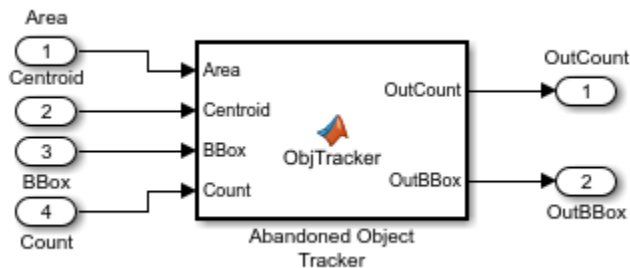 Area
1
Centroid
2
3
BBox
4
Count
Area
Centroid
BBox
Count
ObjTracker
OutCount
OutBBox
Abandoned Object
Tracker
OutCount
1
2
OutBBox